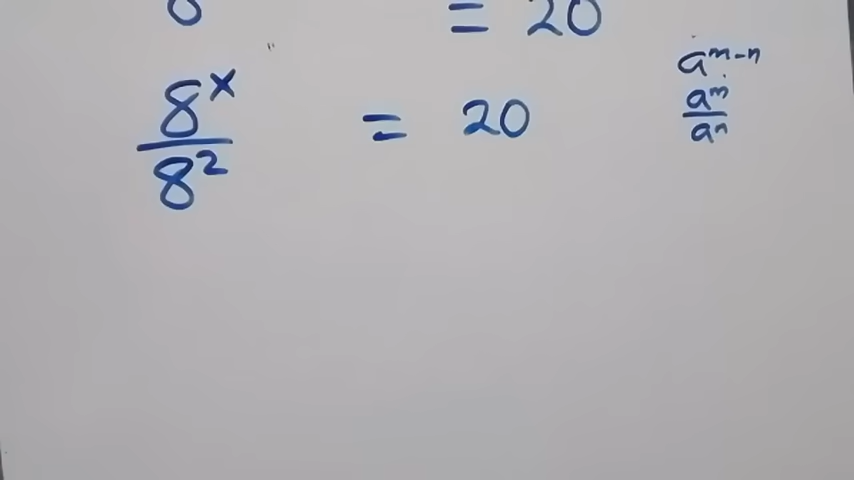 = 20
a^{m-n}
8^x / 8^2 = 20
a^m / a^n